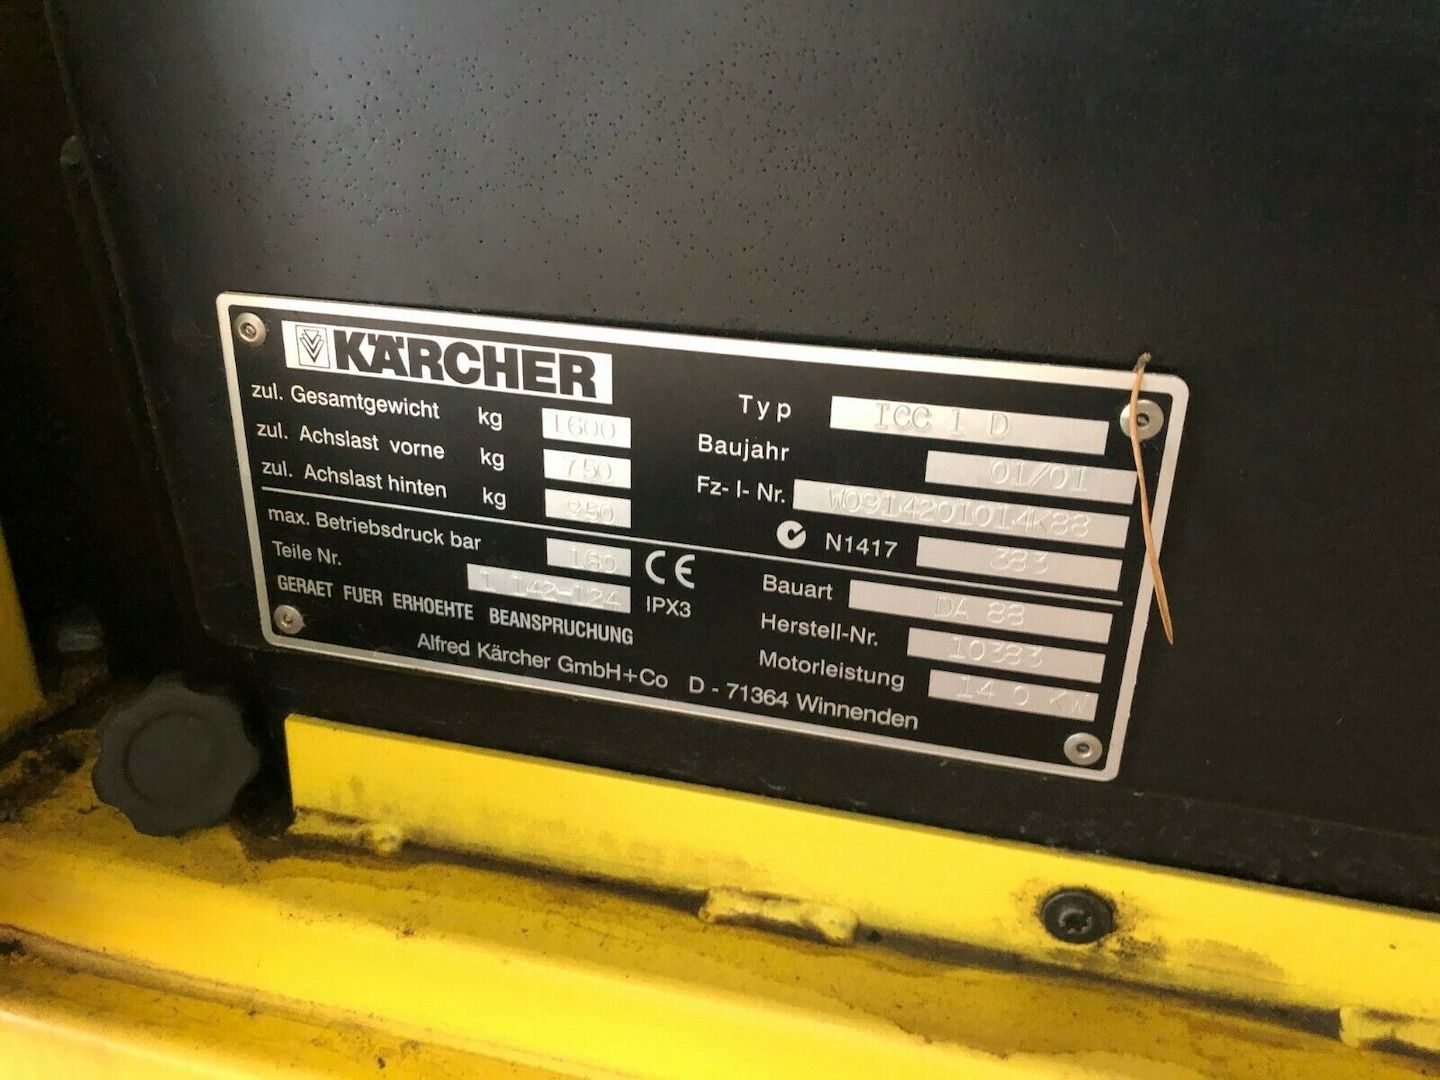 KÄRCHER
zul. Gesamtgewicht kg 1600
zul. Achslast vorne kg 750
zul. Achslast hinten kg 850
max. Betriebsdruck bar 160
Teile Nr. 1 142-124
GERAET FUER ERHOEHTE BEANSPRUCHUNG
CE
IPX3
Typ ICC 1 D
Baujahr 01/01
Fz- I- Nr. W0914201014K88
N1417 383
Bauart DA 88
Herstell-Nr. 10383
Motorleistung 14 0 KW
Alfred Kärcher GmbH+Co D - 71364 Winnenden